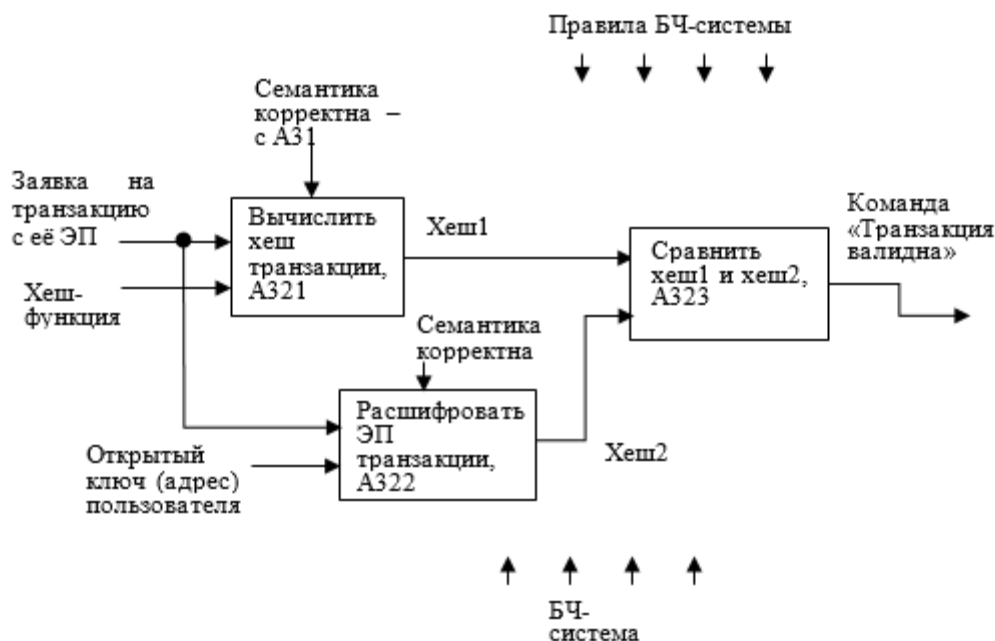 Правила БЧ-системы
Семантика
корректна –
с А31
Заявка на
транзакцию
с её ЭП
Хеш-
функция
Вычислить
хеш
транзакции,
А321
Хеш1
Сравнить
хеш1 и хеш2,
А323
Команда
«Транзакция
валидна»
Семантика
корректна
Расшифровать
ЭП
транзакции,
А322
Хеш2
Открытый
ключ (адрес)
пользователя
БЧ-
система